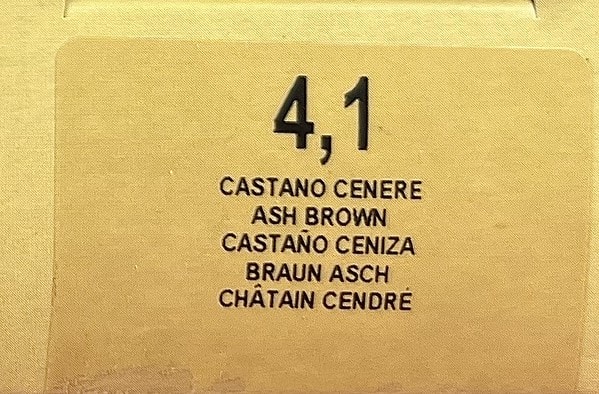 4,1
CASTANO CENERE
ASH BROWN
CASTAÑO CENIZA
BRAUN ASCH
CHÂTAIN CENDRÉ